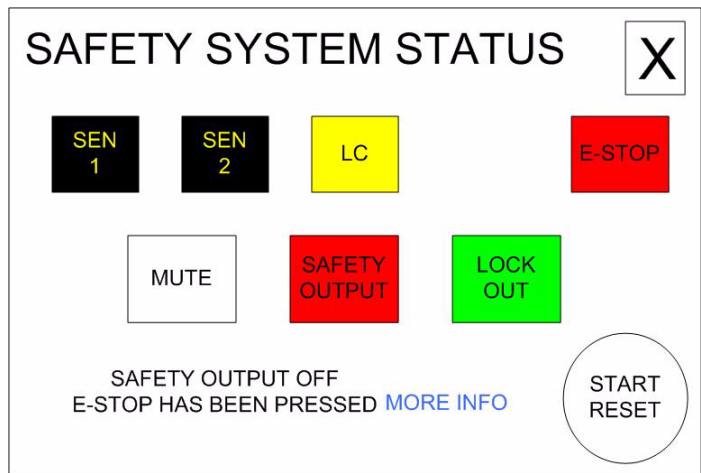 SAFETY SYSTEM STATUS
X
SEN
1
SEN
2
LC
E-STOP
MUTE
SAFETY
OUTPUT
LOCK
OUT
SAFETY OUTPUT OFF
E-STOP HAS BEEN PRESSED MORE INFO
START
RESET